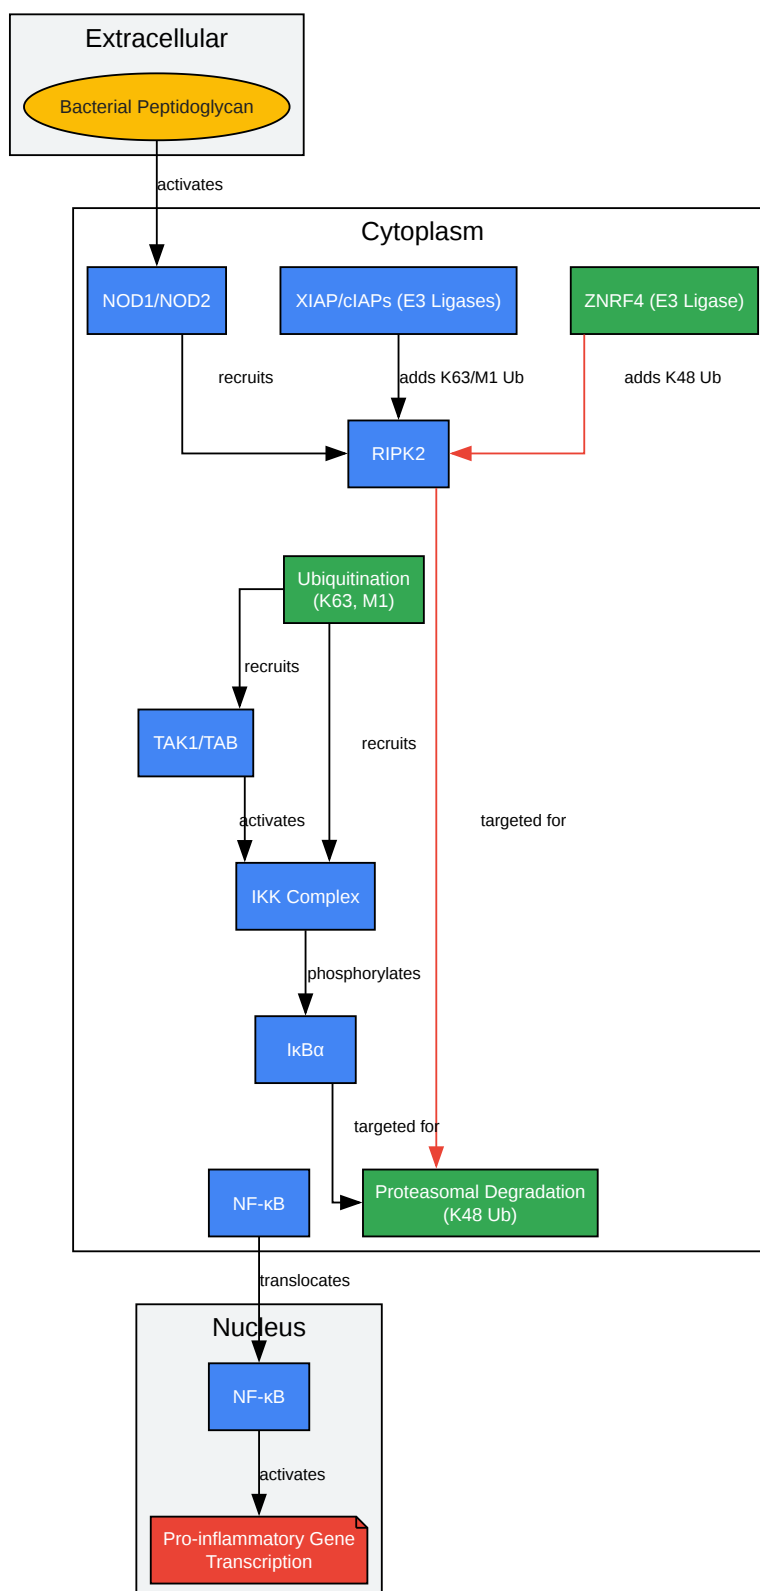 Extracellular
Bacterial Peptidoglycan
activates
Cytoplasm
NOD1/NOD2
XIAP/cIAPs (E3 Ligases)
ZNRF4 (E3 Ligase)
recruits
adds K63/M1 Ub
adds K48 Ub
RIPK2
Ubiquitination
(K63, M1)
recruits
TAK1/TAB
recruits
activates
targeted for
IKK Complex
phosphorylates
IκBα
targeted for
NF-κB
Proteasomal Degradation
(K48 Ub)
translocates
Nucleus
NF-κB
activates
Pro-inflammatory Gene
Transcription